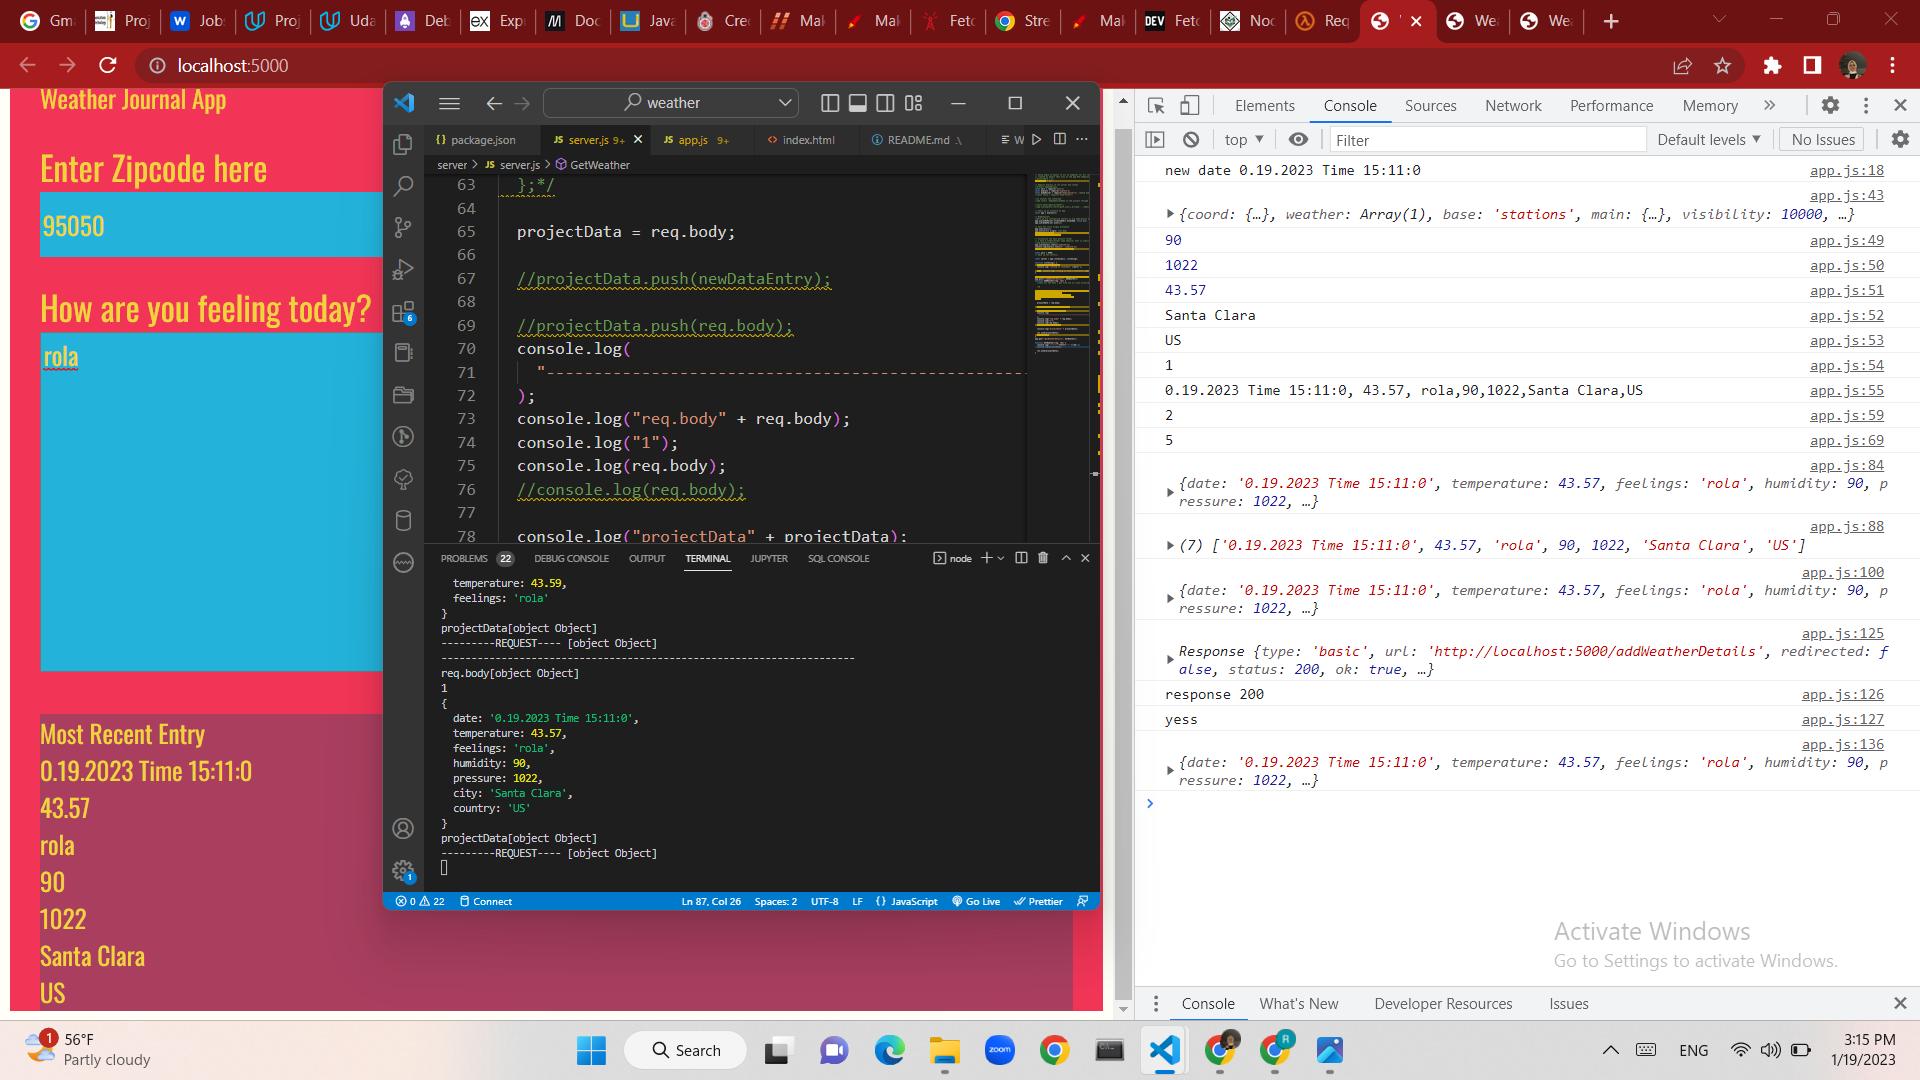 Gm Proj Jobs Proj Uda Deb Exp Doc Java Cre Mak Mak Fetc Stre Mak Fetc Noc Req Wea Wea
localhost:5000
Weather Journal App
Enter Zipcode here
95050
How are you feeling today?
rola
Most Recent Entry
0.19.2023 Time 15:11:0
43.57
rola
90
1022
Santa Clara
US
weather
package.json server.js 9+ app.js 9+ index.html README.md .\ W
server > server.js > GetWeather
63 };*/
64
65 projectData = req.body;
66
67 //projectData.push(newDataEntry);
68
69 //projectData.push(req.body);
70 console.log(
71 "---------------------------------------------------
72 );
73 console.log("req.body" + req.body);
74 console.log("1");
75 console.log(req.body);
76 //console.log(req.body);
77
78 console.log("projectData" + projectData);
PROBLEMS 22 DEBUG CONSOLE OUTPUT TERMINAL JUPYTER SQL CONSOLE node
temperature: 43.59,
feelings: 'rola'
}
projectData[object Object]
---------REQUEST---- [object Object]
---------------------------------------------------------------------
req.body[object Object]
1
{
date: '0.19.2023 Time 15:11:0',
temperature: 43.57,
feelings: 'rola',
humidity: 90,
pressure: 1022,
city: 'Santa Clara',
country: 'US'
}
projectData[object Object]
---------REQUEST---- [object Object]
0 22 Connect Ln 87, Col 26 Spaces: 2 UTF-8 LF {} JavaScript Go Live Prettier
Elements Console Sources Network Performance Memory
top Filter Default levels No Issues
new date 0.19.2023 Time 15:11:0 app.js:18
app.js:43
{coord: {…}, weather: Array(1), base: 'stations', main: {…}, visibility: 10000, …}
90 app.js:49
1022 app.js:50
43.57 app.js:51
Santa Clara app.js:52
US app.js:53
1 app.js:54
0.19.2023 Time 15:11:0, 43.57, rola,90,1022,Santa Clara,US app.js:55
2 app.js:59
5 app.js:69
app.js:84
{date: '0.19.2023 Time 15:11:0', temperature: 43.57, feelings: 'rola', humidity: 90, p
ressure: 1022, …}
app.js:88
(7) ['0.19.2023 Time 15:11:0', 43.57, 'rola', 90, 1022, 'Santa Clara', 'US']
app.js:100
{date: '0.19.2023 Time 15:11:0', temperature: 43.57, feelings: 'rola', humidity: 90, p
ressure: 1022, …}
app.js:125
Response {type: 'basic', url: 'http://localhost:5000/addWeatherDetails', redirected: f
alse, status: 200, ok: true, …}
response 200 app.js:126
yess app.js:127
app.js:136
{date: '0.19.2023 Time 15:11:0', temperature: 43.57, feelings: 'rola', humidity: 90, p
ressure: 1022, …}
Activate Windows
Go to Settings to activate Windows.
Console What's New Developer Resources Issues
1 56°F
Partly cloudy
Search
zoom
ENG
3:15 PM
1/19/2023